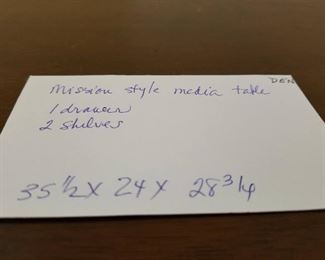 DEN
Mission style media table
1 drawer
2 shelves
35 1/2 X 24 X 28 3/4